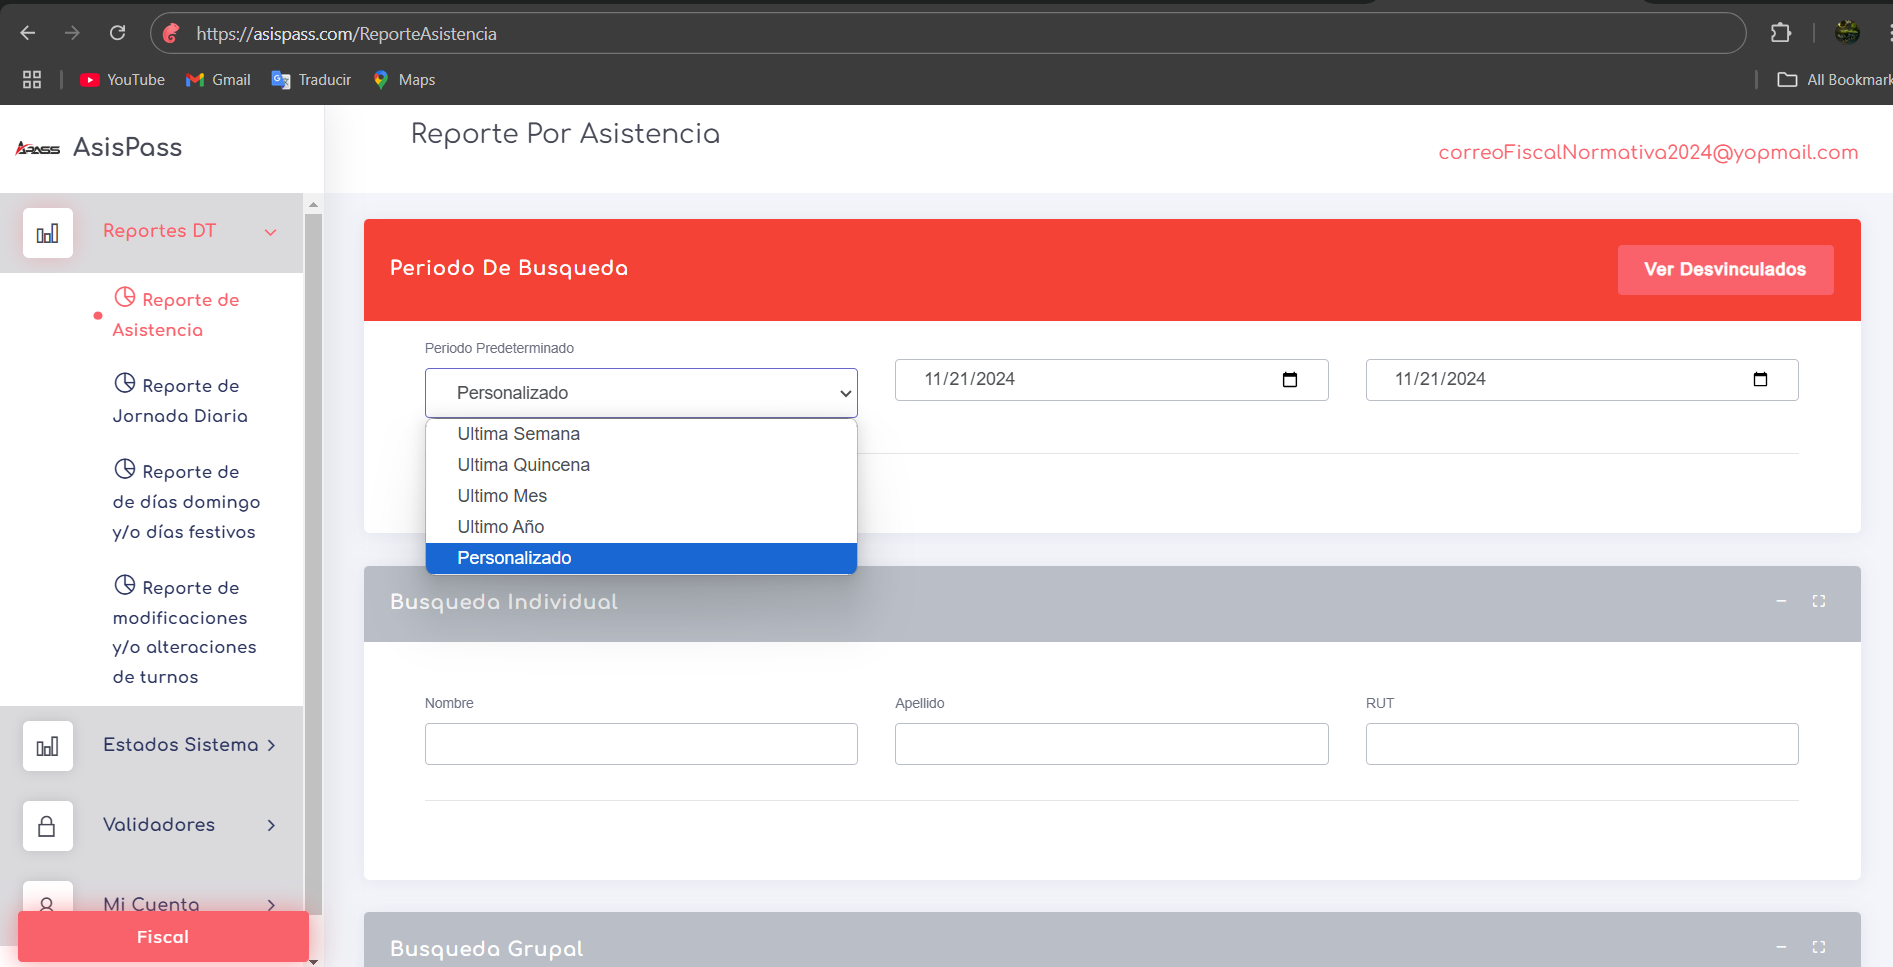 https://asispass.com/ReporteAsistencia
YouTube
Gmail
Traducir
Maps
All Bookmark
APASS AsisPass
Reporte Por Asistencia
correoFiscalNormativa2024@yopmail.com
Reportes DT
Reporte de
Asistencia
Reporte de
Jornada Diaria
Reporte de
de días domingo
y/o días festivos
Reporte de
modificaciones
y/o alteraciones
de turnos
Estados Sistema
Validadores
Mi Cuenta
Fiscal
Periodo De Busqueda
Ver Desvinculados
Periodo Predeterminado
Personalizado
11/21/2024
11/21/2024
Ultima Semana
Ultima Quincena
Ultimo Mes
Ultimo Año
Personalizado
Busqueda Individual
Nombre
Apellido
RUT
Busqueda Grupal